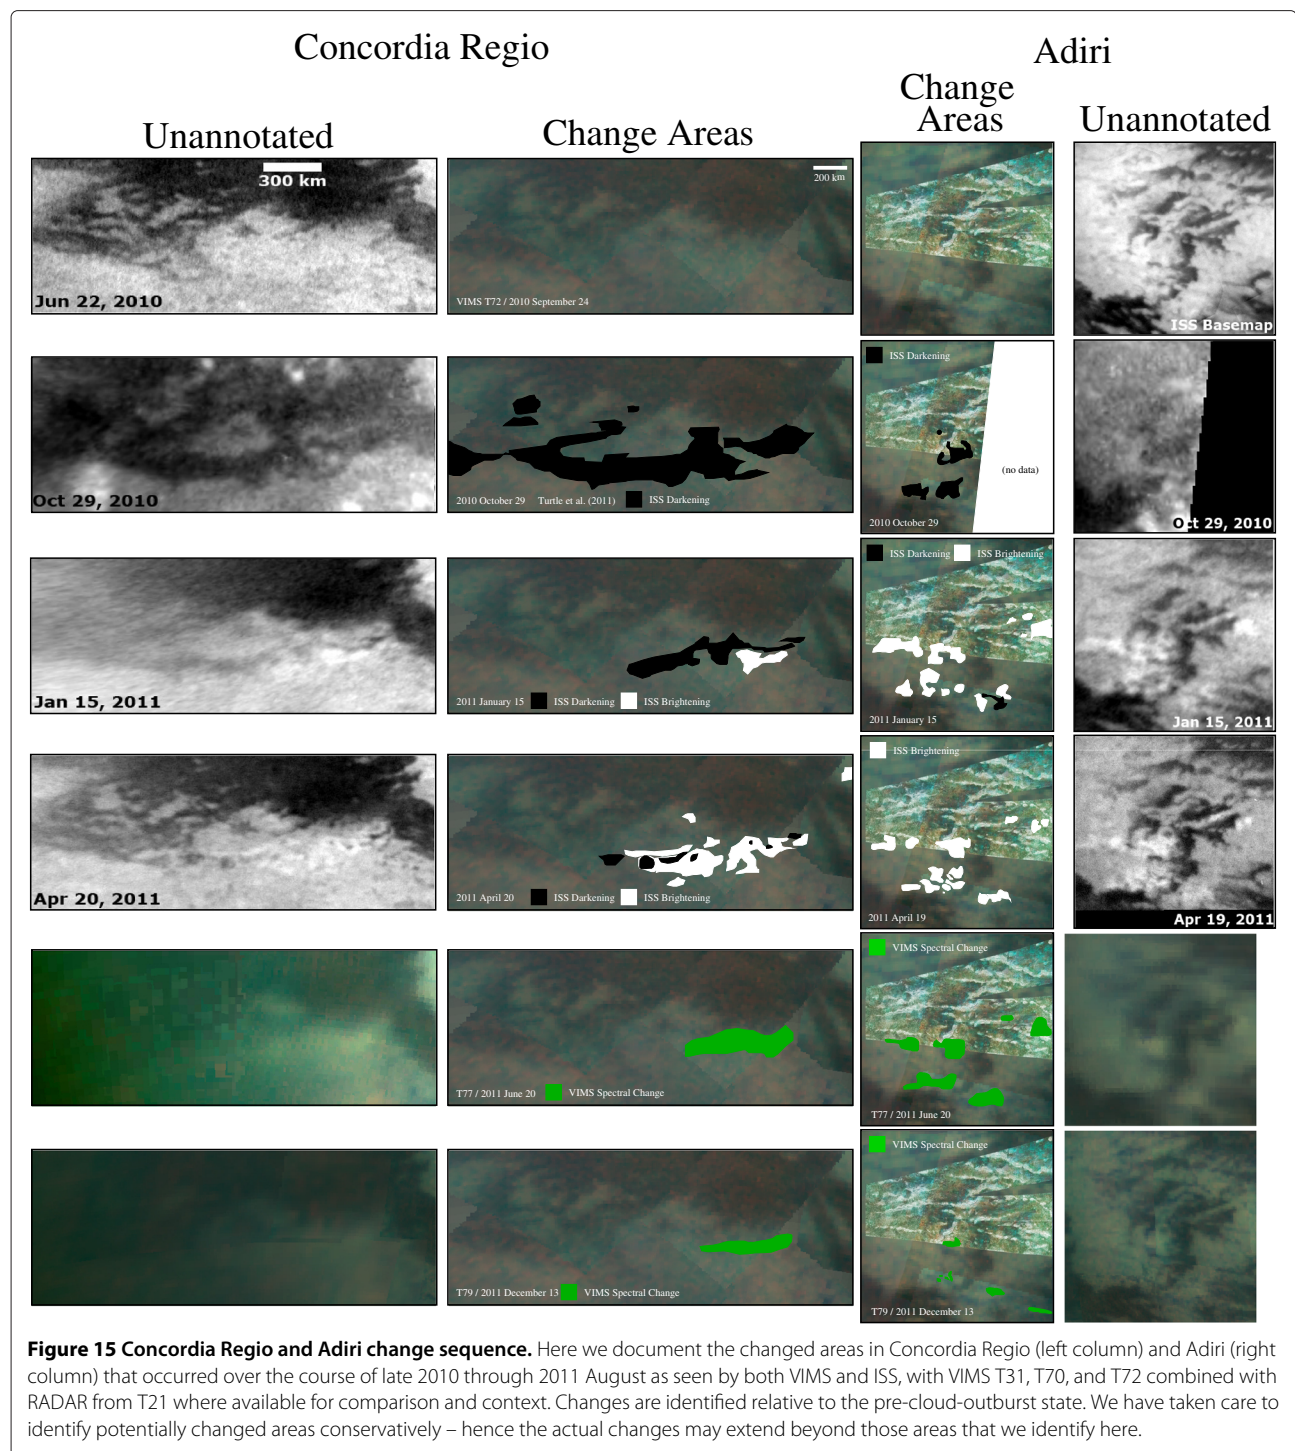 Concordia Regio
Adiri
Unannotated
Change Areas
Change
Areas
Unannotated
300 km
Jun 22, 2010
200 km
VIMS T72 / 2010 September 24
ISS Basemap
Oct 29, 2010
2010 October 29 Turtle et al. (2011) ISS Darkening
ISS Darkening
(no data)
2010 October 29
Oct 29, 2010
Jan 15, 2011
2011 January 15 ISS Darkening ISS Brightening
ISS Darkening ISS Brightening
2011 January 15
Jan 15, 2011
Apr 20, 2011
2011 April 20 ISS Darkening ISS Brightening
ISS Brightening
2011 April 19
Apr 19, 2011
T77 / 2011 June 20 VIMS Spectral Change
VIMS Spectral Change
T77 / 2011 June 20
T79 / 2011 December 13 VIMS Spectral Change
VIMS Spectral Change
T79 / 2011 December 13
Figure 15 Concordia Regio and Adiri change sequence. Here we document the changed areas in Concordia Regio (left column) and Adiri (right
column) that occurred over the course of late 2010 through 2011 August as seen by both VIMS and ISS, with VIMS T31, T70, and T72 combined with
RADAR from T21 where available for comparison and context. Changes are identified relative to the pre-cloud-outburst state. We have taken care to
identify potentially changed areas conservatively – hence the actual changes may extend beyond those areas that we identify here.